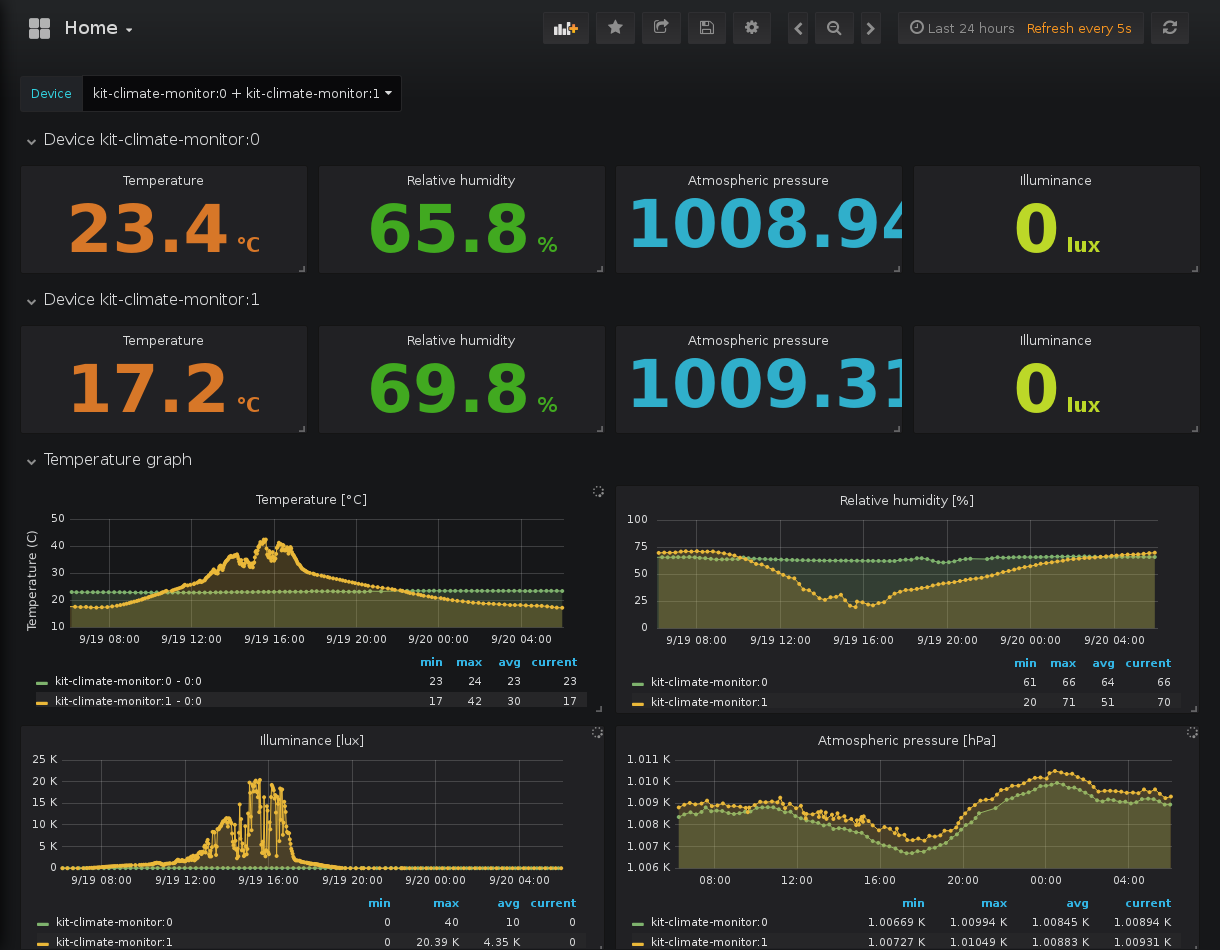 Home
Last 24 hours Refresh every 5s
Device kit-climate-monitor:0 + kit-climate-monitor:1
Device kit-climate-monitor:0
Temperature
23.4 °C
Relative humidity
65.8 %
Atmospheric pressure
1008.94
Illuminance
0 lux
Device kit-climate-monitor:1
Temperature
17.2 °C
Relative humidity
69.8 %
Atmospheric pressure
1009.31
Illuminance
0 lux
Temperature graph
Temperature [°C]
Temperature (C)
50
40
30
20
10
9/19 08:00 9/19 12:00 9/19 16:00 9/19 20:00 9/20 00:00 9/20 04:00
min max avg current
kit-climate-monitor:0 - 0:0 23 24 23 23
kit-climate-monitor:1 - 0:0 17 42 30 17
Relative humidity [%]
100
75
50
25
0
9/19 08:00 9/19 12:00 9/19 16:00 9/19 20:00 9/20 00:00 9/20 04:00
min max avg current
kit-climate-monitor:0 61 66 64 66
kit-climate-monitor:1 20 71 51 70
Illuminance [lux]
25 K
20 K
15 K
10 K
5 K
0
9/19 08:00 9/19 12:00 9/19 16:00 9/19 20:00 9/20 00:00 9/20 04:00
min max avg current
kit-climate-monitor:0 0 40 10 0
kit-climate-monitor:1 0 20.39 K 4.35 K 0
Atmospheric pressure [hPa]
1.011 K
1.010 K
1.009 K
1.008 K
1.007 K
1.006 K
08:00 12:00 16:00 20:00 00:00 04:00
min max avg current
kit-climate-monitor:0 1.00669 K 1.00994 K 1.00845 K 1.00894 K
kit-climate-monitor:1 1.00727 K 1.01049 K 1.00883 K 1.00931 K